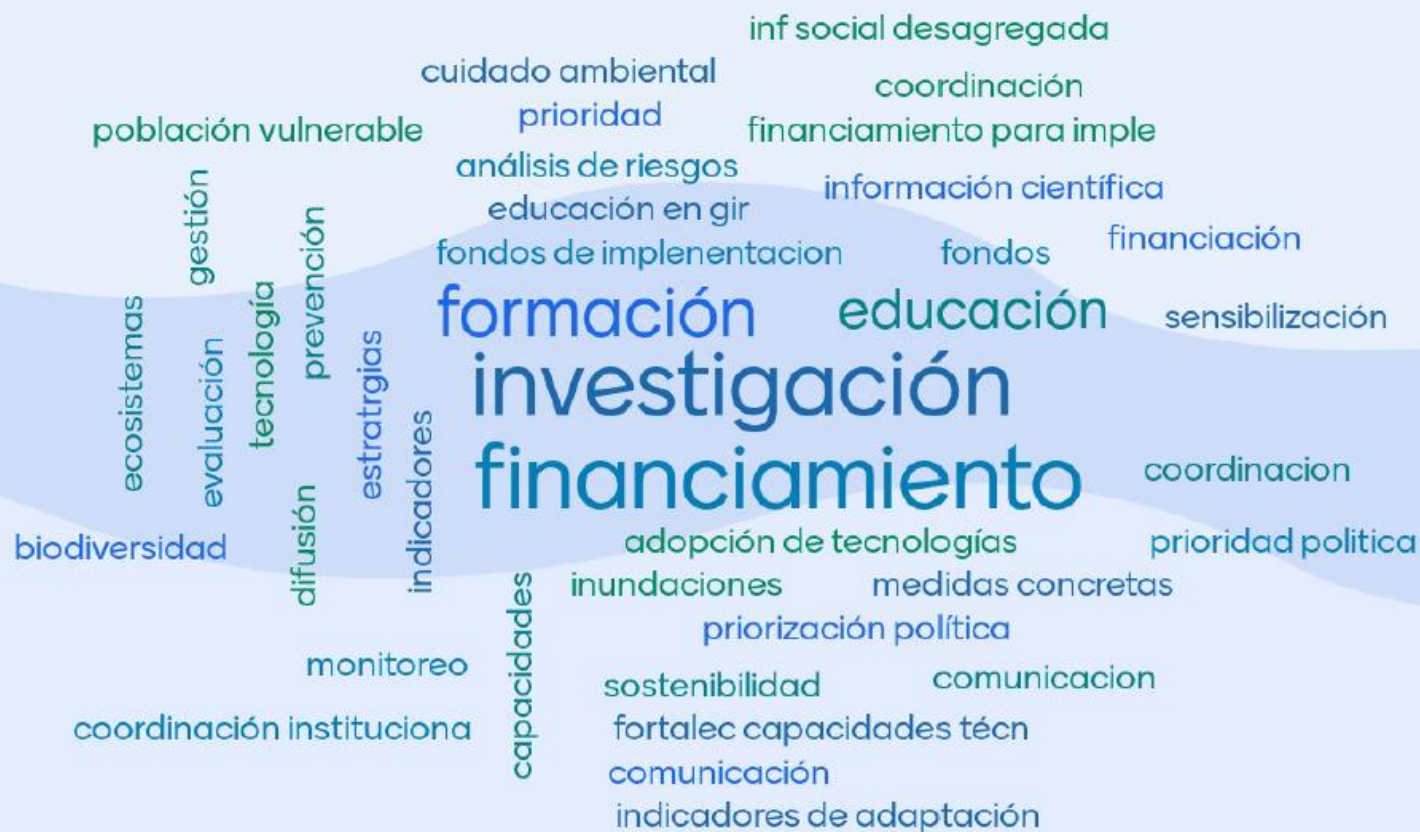 inf social desagregada
cuidado ambiental
coordinación
prioridad
población vulnerable
financiamiento para imple
análisis de riesgos
información científica
educación en gir
gestión
prevención
fondos de implenentacion
fondos
financiación
formación
educación
sensibilización
ecosistemas
evaluación
tecnología
estratrgias
investigación
indicadores
financiamiento
coordinacion
biodiversidad
difusión
adopción de tecnologías
prioridad politica
inundaciones
medidas concretas
capacidades
priorización política
monitoreo
sostenibilidad
comunicacion
coordinación instituciona
fortalec capacidades técn
comunicación
indicadores de adaptación